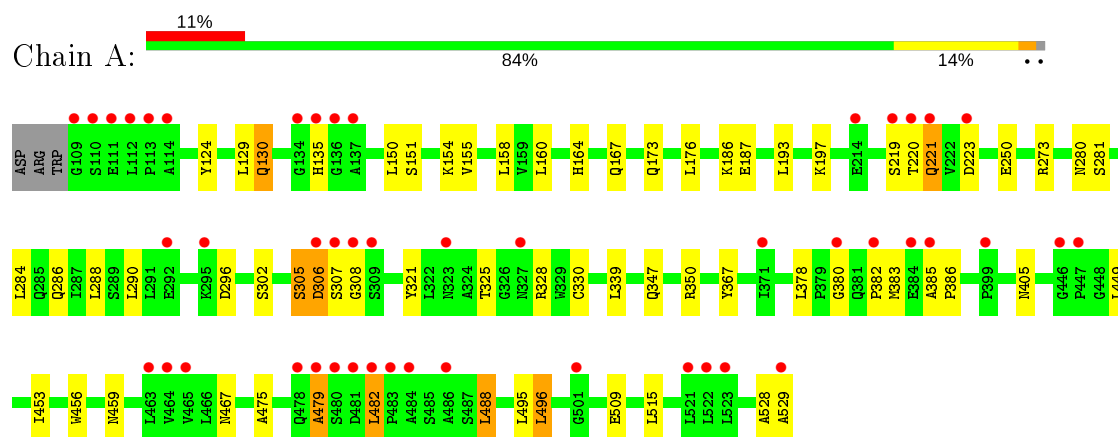 11%
Chain A:
84% 14% • •
ASP ARG TRP G109 S110 E111 L112 P113 A114 Y124 L129 Q130 G134 H135 G136 A137 L150 S151 K154 V155 L158 V159 L160 H164 Q167 Q173 L176 K186 E187 L193 K197 E214 S219 T220 Q221 V222 D223 E250 R273 N280 S281
L284 Q285 Q286 I287 L288 S289 L290 L291 E292 K295 D296 S302 S305 D306 S307 G308 S309 Y321 L322 N323 A324 T325 G326 N327 R328 W329 C330 L339 Q347 R350 Y367 I371 L378 P379 G380 Q381 P382 M383 E384 A385 P386 P399 N405 G446 P447 G448
I453 W456 N459 L463 V464 V465 L466 N467 A475 Q478 A479 S480 D481 L482 P483 A484 S485 A486 S487 L488 L495 L496 G501 E509 L515 L521 L522 L523 A528 A529